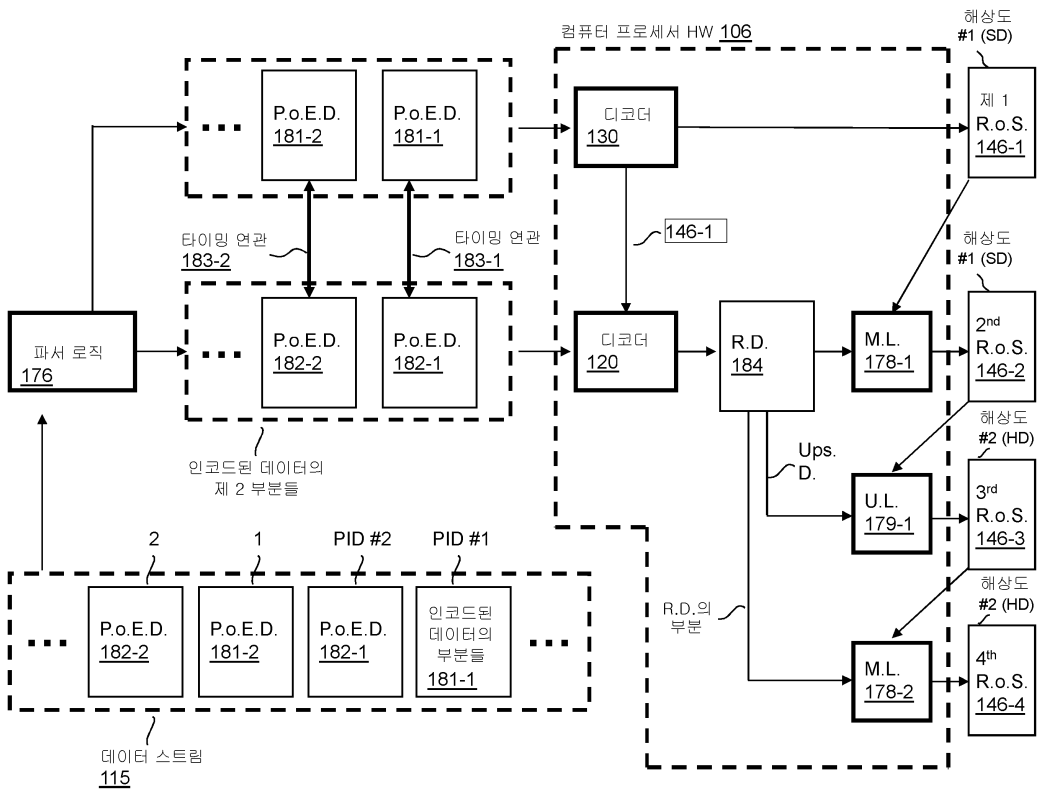 컴퓨터 프로세서 HW 106
해상도
#1 (SD)
P.o.E.D.
181-2
P.o.E.D.
181-1
디코더
130
제 1
R.o.S.
146-1
타이밍 연관
183-2
타이밍 연관
183-1
146-1
해상도
#1 (SD)
파서 로직
176
P.o.E.D.
182-2
P.o.E.D.
182-1
디코더
120
R.D.
184
M.L.
178-1
2nd
R.o.S.
146-2
인코드된 데이터의
제 2 부분들
Ups.
D.
해상도
#2 (HD)
U.L.
179-1
3rd
R.o.S.
146-3
2
1
PID #2
PID #1
P.o.E.D.
182-2
P.o.E.D.
181-2
P.o.E.D.
182-1
인코드된
데이터의
부분들
181-1
R.D.의
부분
해상도
#2 (HD)
M.L.
178-2
4th
R.o.S.
146-4
데이터 스트림
115